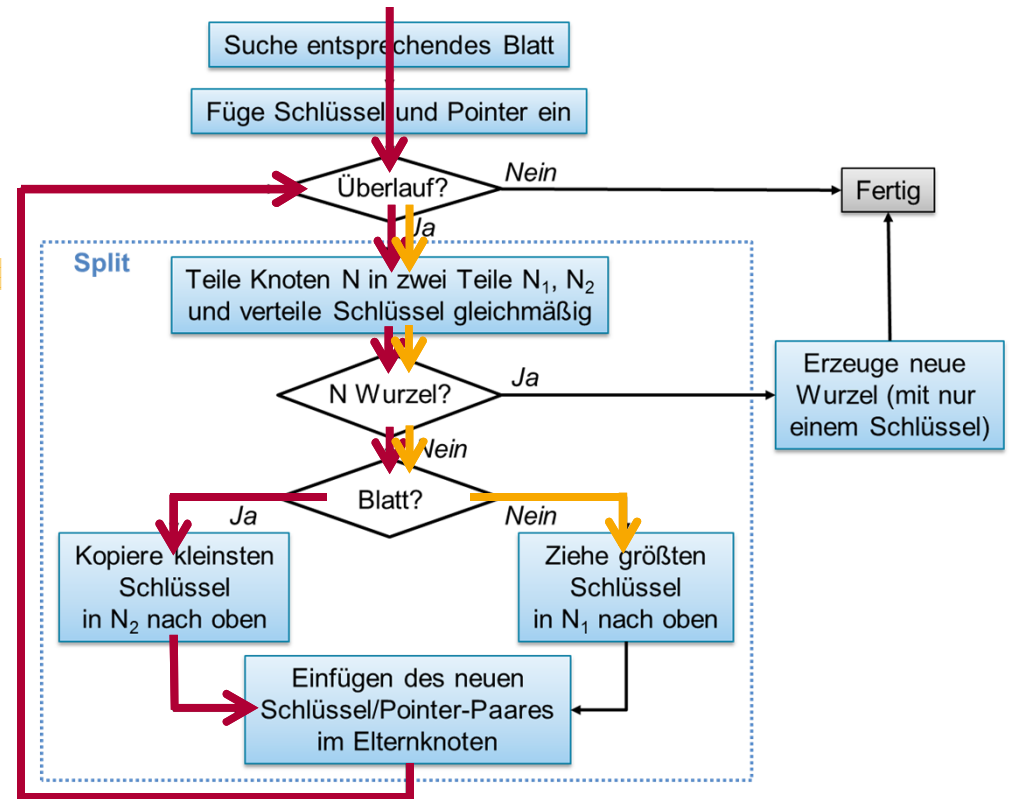 Suche entsprechendes Blatt
Füge Schlüssel und Pointer ein
Überlauf?
Nein
Fertig
Ja
Split
Teile Knoten N in zwei Teile N₁, N₂
und verteile Schlüssel gleichmäßig
N Wurzel?
Ja
Erzeuge neue
Wurzel (mit nur
einem Schlüssel)
Nein
Blatt?
Ja
Nein
Kopiere kleinsten
Schlüssel
in N₂ nach oben
Ziehe größten
Schlüssel
in N₁ nach oben
Einfügen des neuen
Schlüssel/Pointer-Paares
im Elternknoten